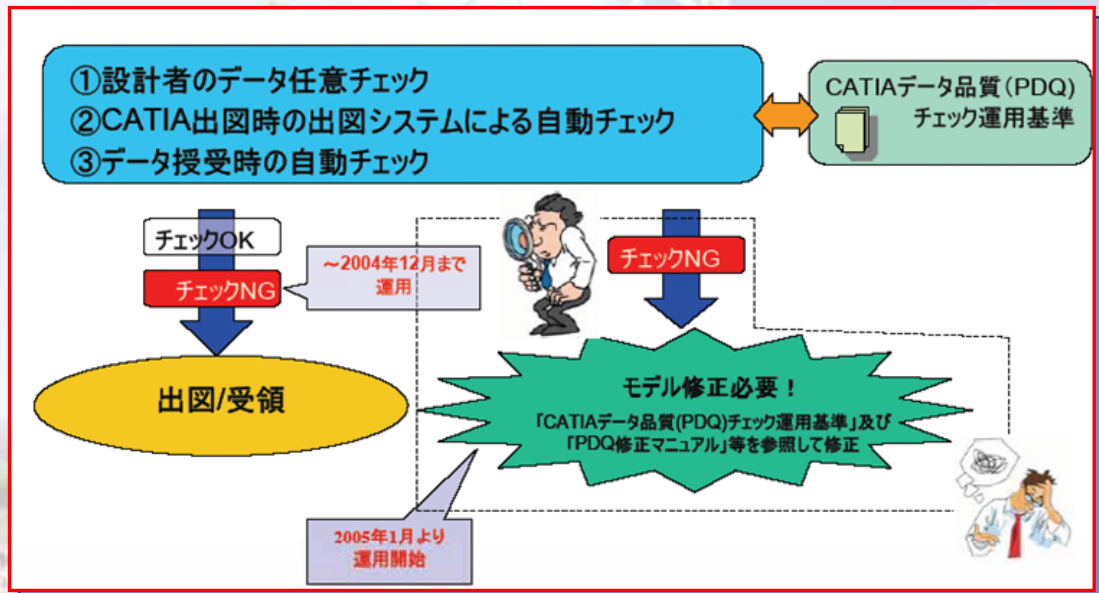 ①設計者のデータ任意チェック
②CATIA出図時の出図システムによる自動チェック
③データ授受時の自動チェック
CATIAデータ品質(PDQ)
チェック運用基準
チェックOK
チェックNG
～2004年12月まで
運用
チェックNG
出図/受領
モデル修正必要！
「CATIAデータ品質(PDQ)チェック運用基準」及び
「PDQ修正マニュアル」等を参照して修正
2005年1月より
運用開始